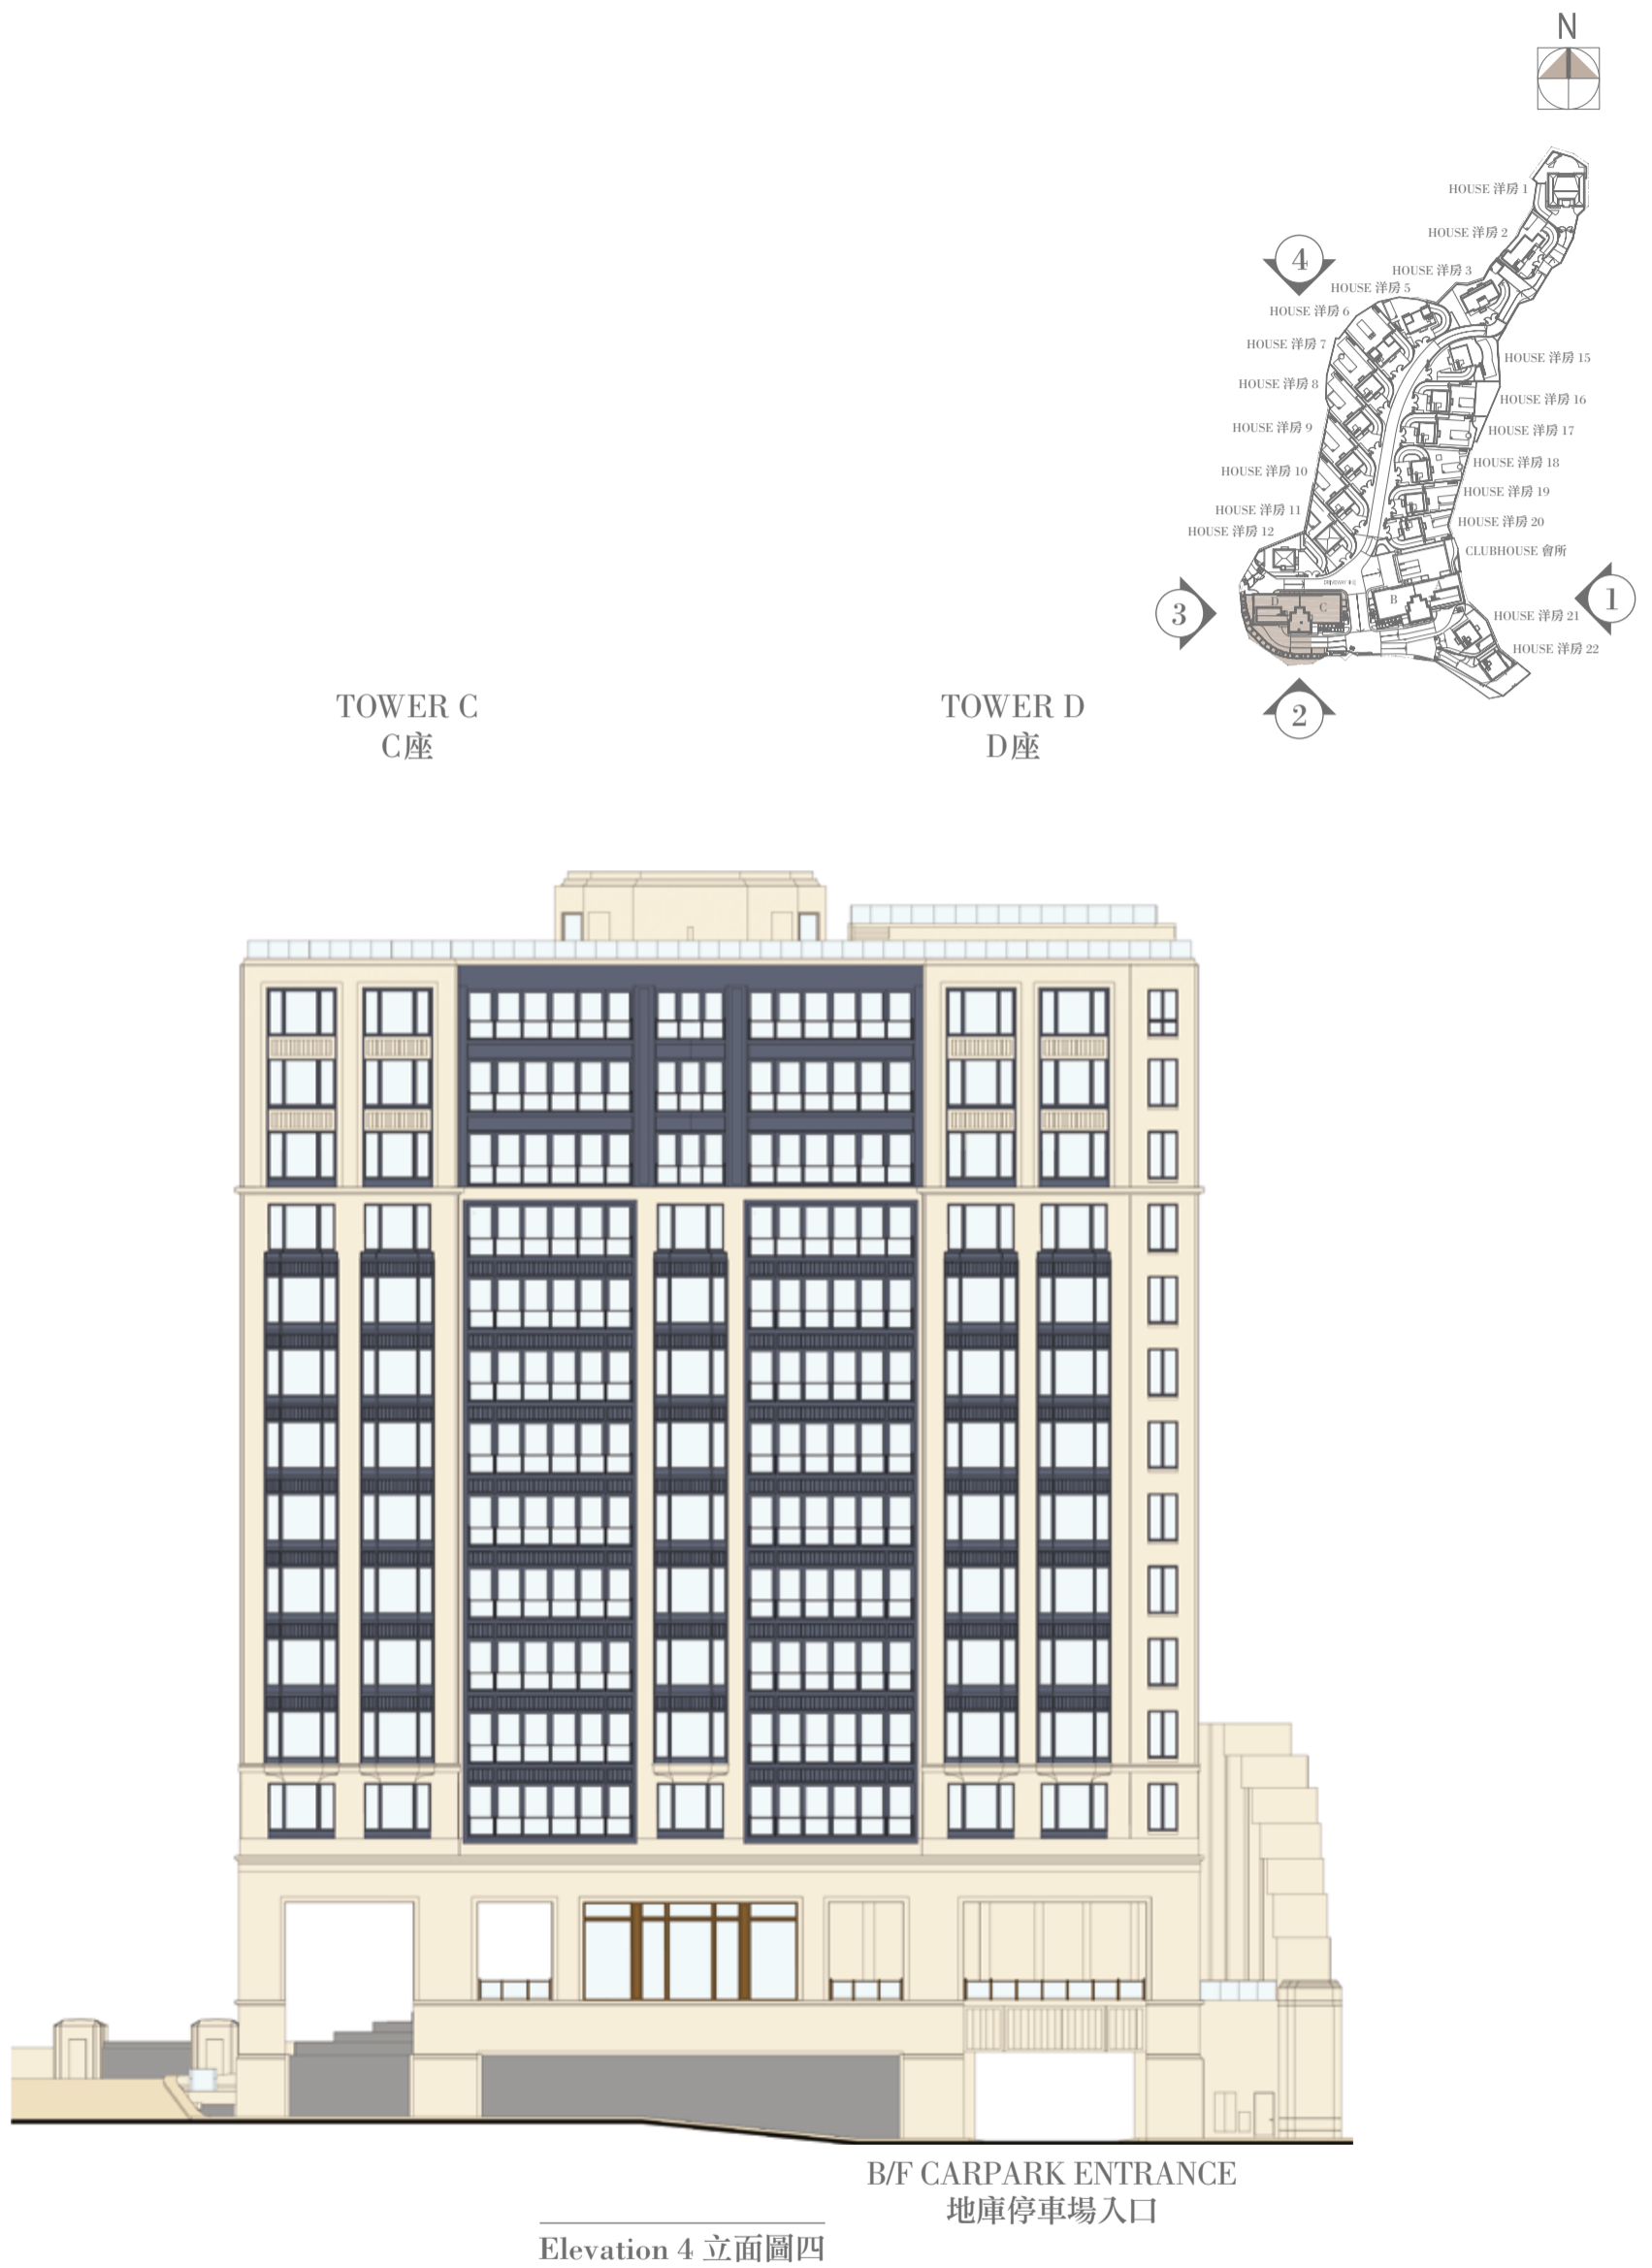 N
HOUSE 洋房 1
HOUSE 洋房 2
HOUSE 洋房 3
4
HOUSE 洋房 5
HOUSE 洋房 6
HOUSE 洋房 7
HOUSE 洋房 15
HOUSE 洋房 8
HOUSE 洋房 16
HOUSE 洋房 9
HOUSE 洋房 17
HOUSE 洋房 10
HOUSE 洋房 18
HOUSE 洋房 19
HOUSE 洋房 11
HOUSE 洋房 20
HOUSE 洋房 12
CLUBHOUSE 會所
A
B
1
D
C
3
HOUSE 洋房 21
HOUSE 洋房 22
2
TOWER C
C座
TOWER D
D座
B/F CARPARK ENTRANCE
地庫停車場入口
Elevation 4 立面圖四